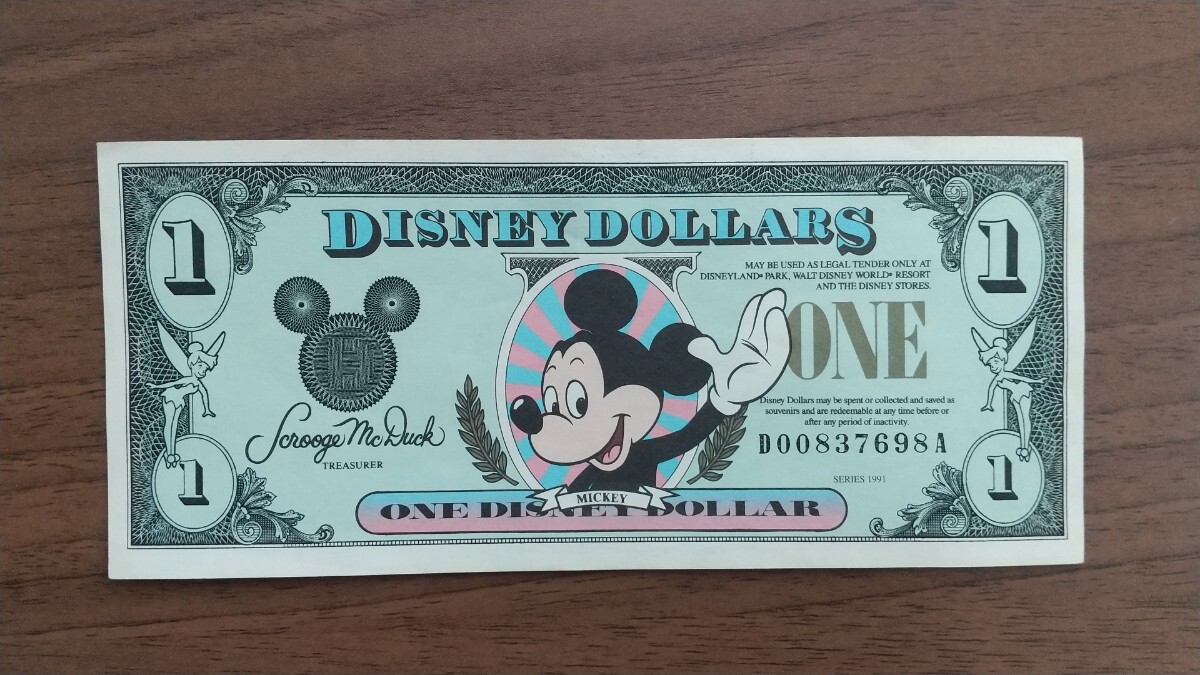 1
1
DISNEY DOLLARS
MAY BE USED AS LEGAL TENDER ONLY AT
DISNEYLAND® PARK, WALT DISNEY WORLD® RESORT
AND THE DISNEY STORES.
ONE
Disney Dollars may be spent or collected and saved as
souvenirs and are redeemable at any time before or
after any period of inactivity.
D00837698A
Scrooge McDuck
TREASURER
SERIES 1991
1
1
MICKEY
ONE DISNEY DOLLAR